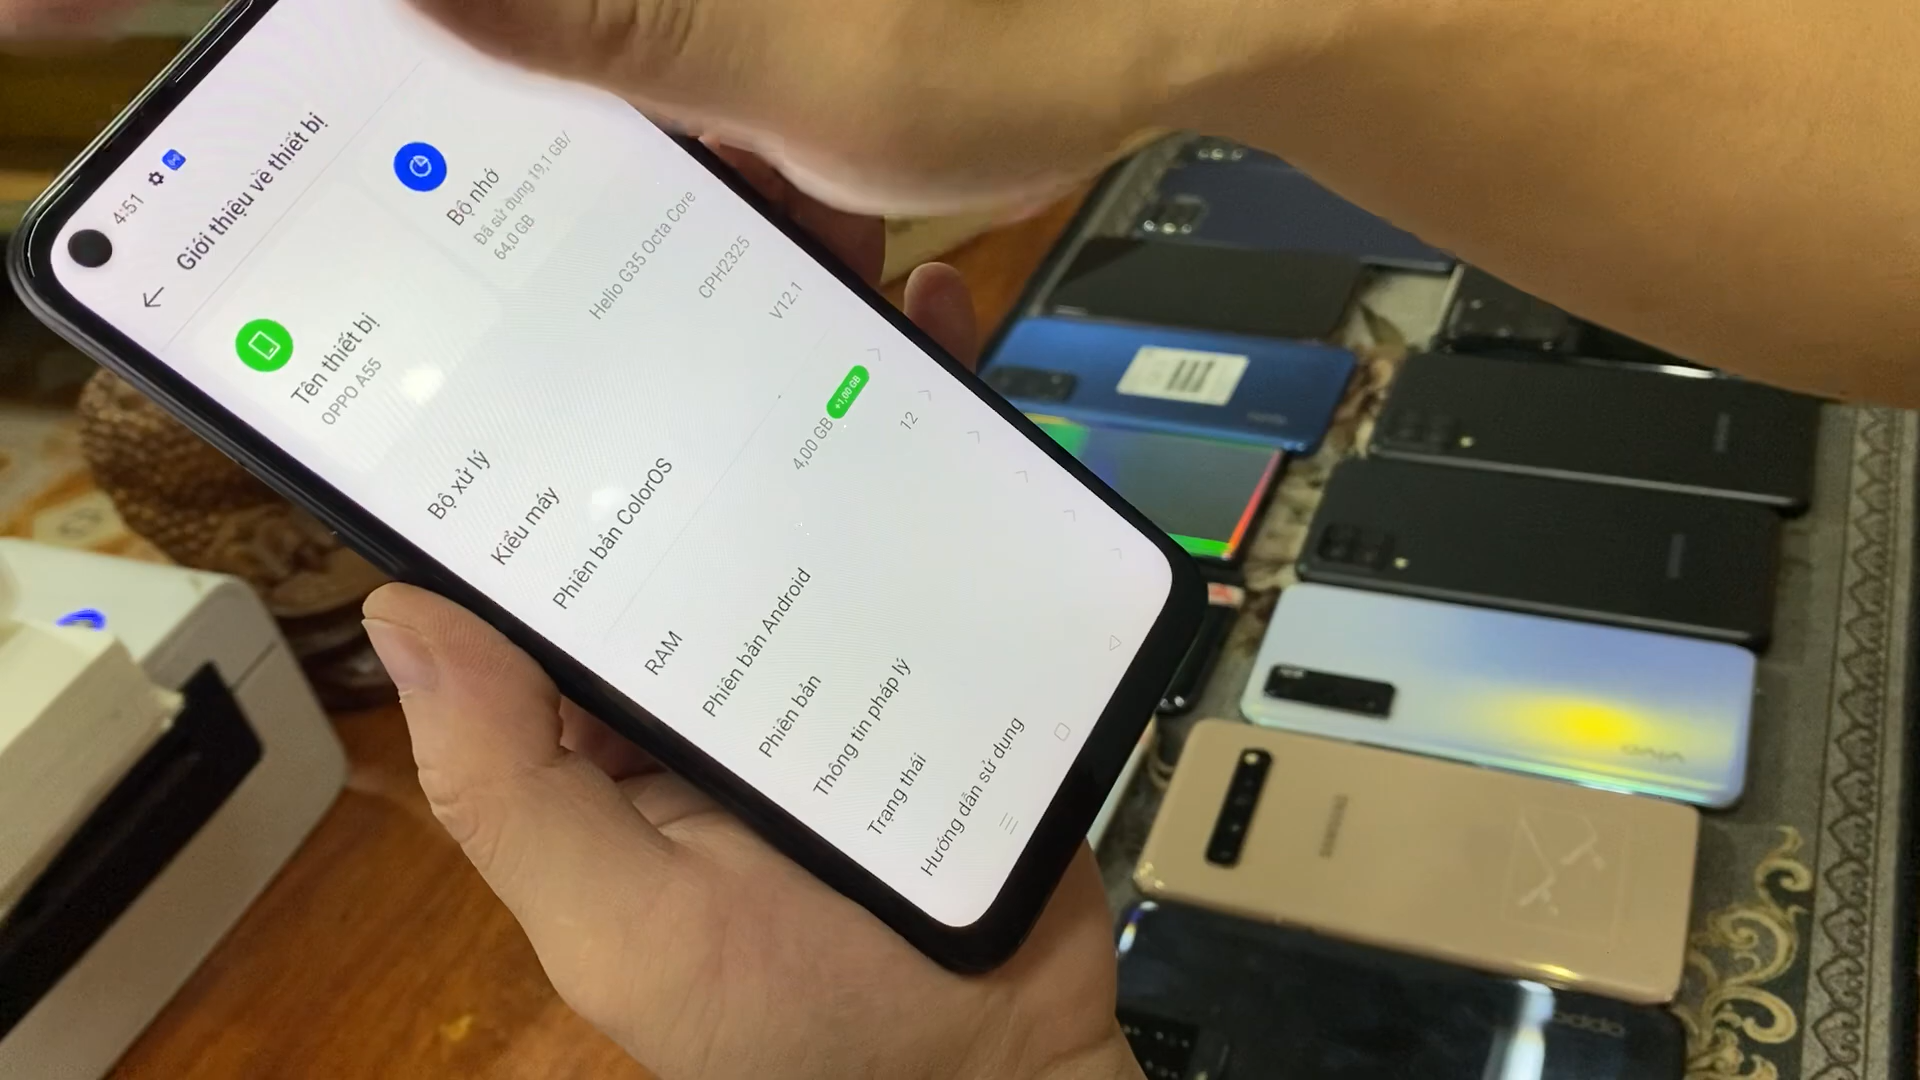 4:51
Giới thiệu về thiết bị
Tên thiết bị
OPPO A55
Bộ nhớ
Đã sử dụng 19,1 GB/
64,0 GB
Bộ xử lý
Helio G35 Octa Core
Kiểu máy
CPH2325
Phiên bản ColorOS
V12.1
RAM
4,00 GB +1,00 GB
Phiên bản Android
12
Phiên bản
Thông tin pháp lý
Trạng thái
Hướng dẫn sử dụng
vivo
SAMSUNG
oppo